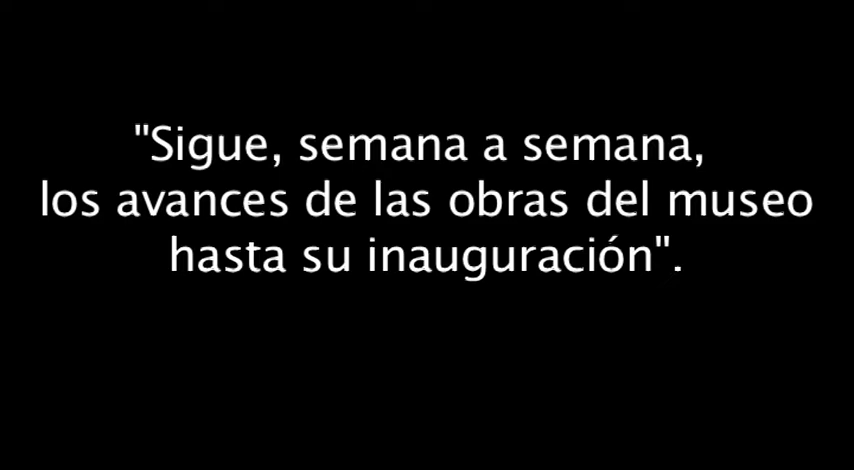 "Sigue, semana a semana,
los avances de las obras del museo
hasta su inauguración".